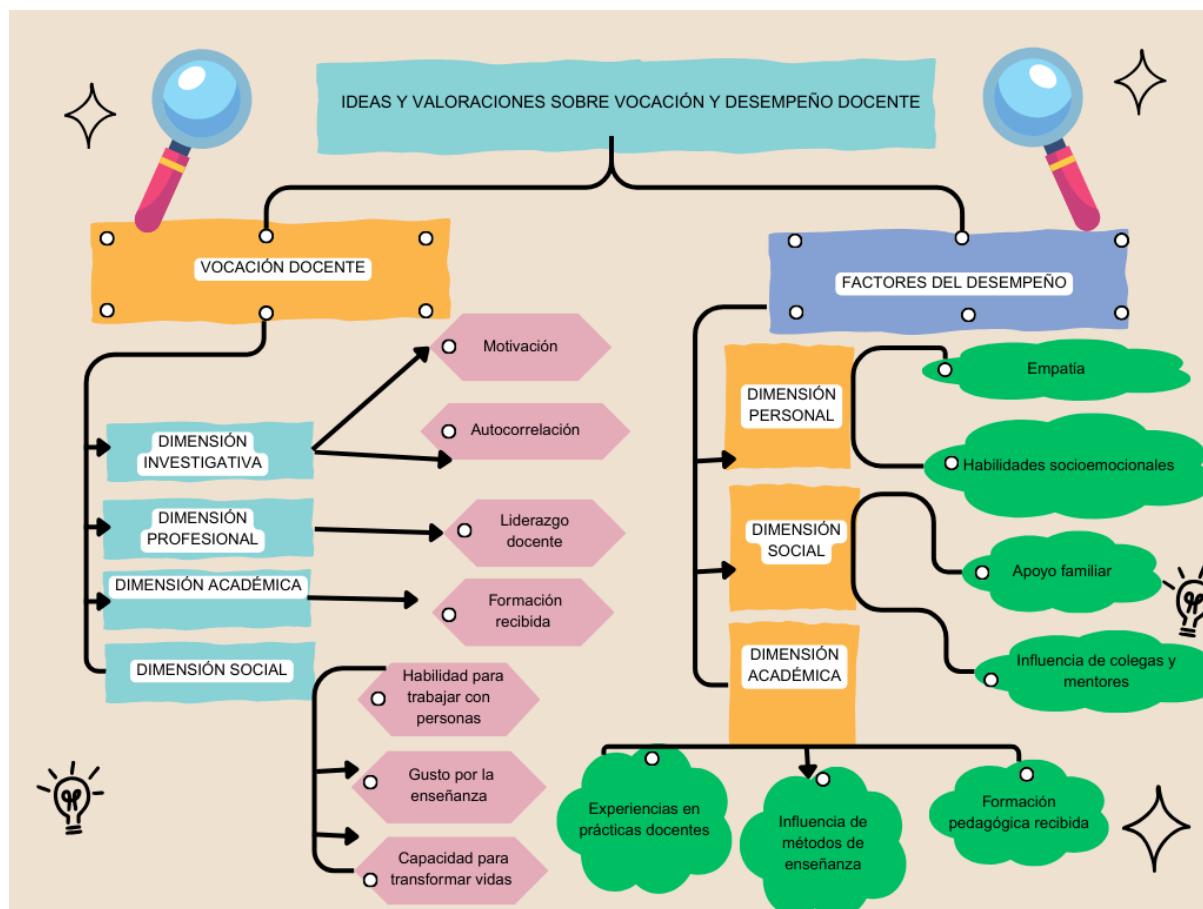 IDEAS Y VALORACIONES SOBRE VOCACIÓN Y DESEMPEÑO DOCENTE
VOCACIÓN DOCENTE
Motivación
Autocorrelación
DIMENSIÓN
INVESTIGATIVA
DIMENSIÓN
PROFESIONAL
Liderazgo
docente
DIMENSIÓN ACADÉMICA
Formación
recibida
DIMENSIÓN SOCIAL
Habilidad para
trabajar con
personas
Gusto por la
enseñanza
Capacidad para
transformar vidas
FACTORES DEL DESEMPEÑO
DIMENSIÓN
PERSONAL
Empatía
Habilidades socioemocionales
DIMENSIÓN
SOCIAL
Apoyo familiar
Influencia de colegas y
mentores
DIMENSIÓN
ACADÉMICA
Experiencias en
prácticas docentes
Influencia de
métodos de
enseñanza
Formación
pedagógica recibida